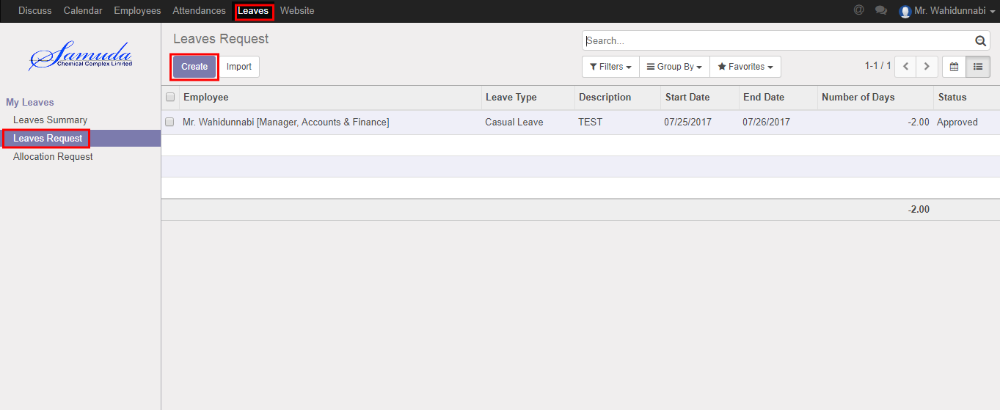 Discuss Calendar Employees Attendances Leaves Website @ Mr. Wahidunnabi
Samuda
Chemical Complex Limited
Leaves Request
Search...
Create Import
Filters Group By Favorites 1-1 / 1
My Leaves
Leaves Summary
Leaves Request
Allocation Request
Employee Leave Type Description Start Date End Date Number of Days Status
Mr. Wahidunnabi [Manager, Accounts & Finance] Casual Leave TEST 07/25/2017 07/26/2017 -2.00 Approved
-2.00